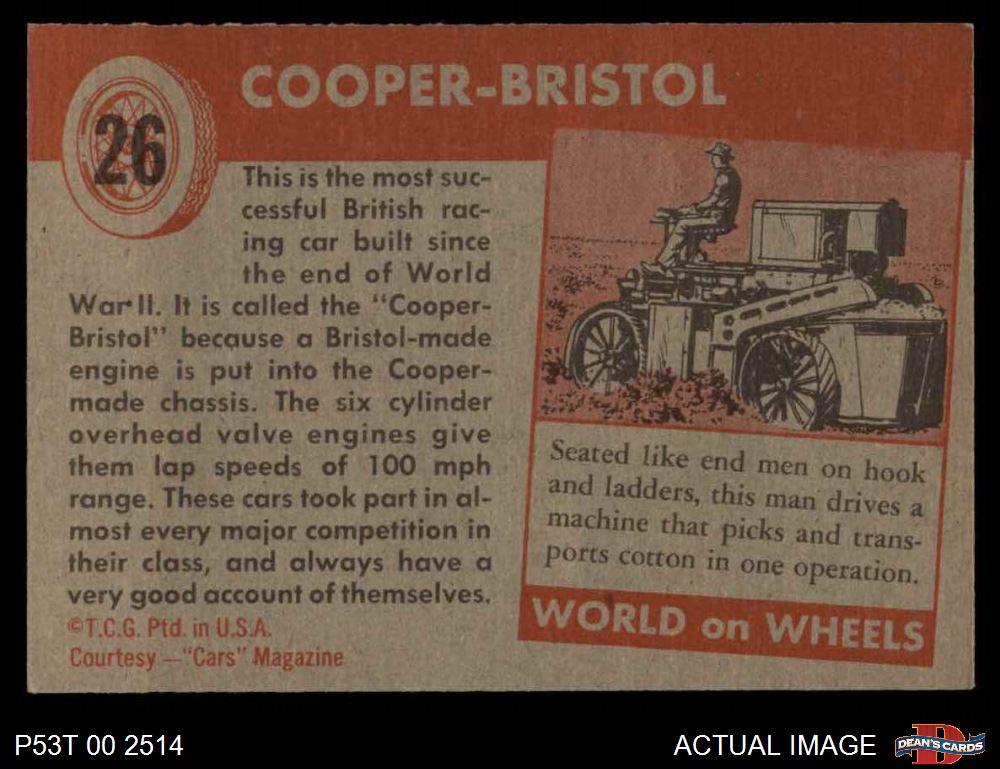 26
COOPER-BRISTOL
This is the most suc-
cessful British rac-
ing car built since
the end of World
War II. It is called the "Cooper-
Bristol" because a Bristol-made
engine is put into the Cooper-
made chassis. The six cylinder
overhead valve engines give
them lap speeds of 100 mph
range. These cars took part in al-
most every major competition in
their class, and always have a
very good account of themselves.
©T.C.G. Ptd. in U.S.A.
Courtesy—"Cars" Magazine
Seated like end men on hook
and ladders, this man drives a
machine that picks and trans-
ports cotton in one operation.
WORLD on WHEELS
P53T 00 2514
ACTUAL IMAGE
D
DEAN'S CARDS